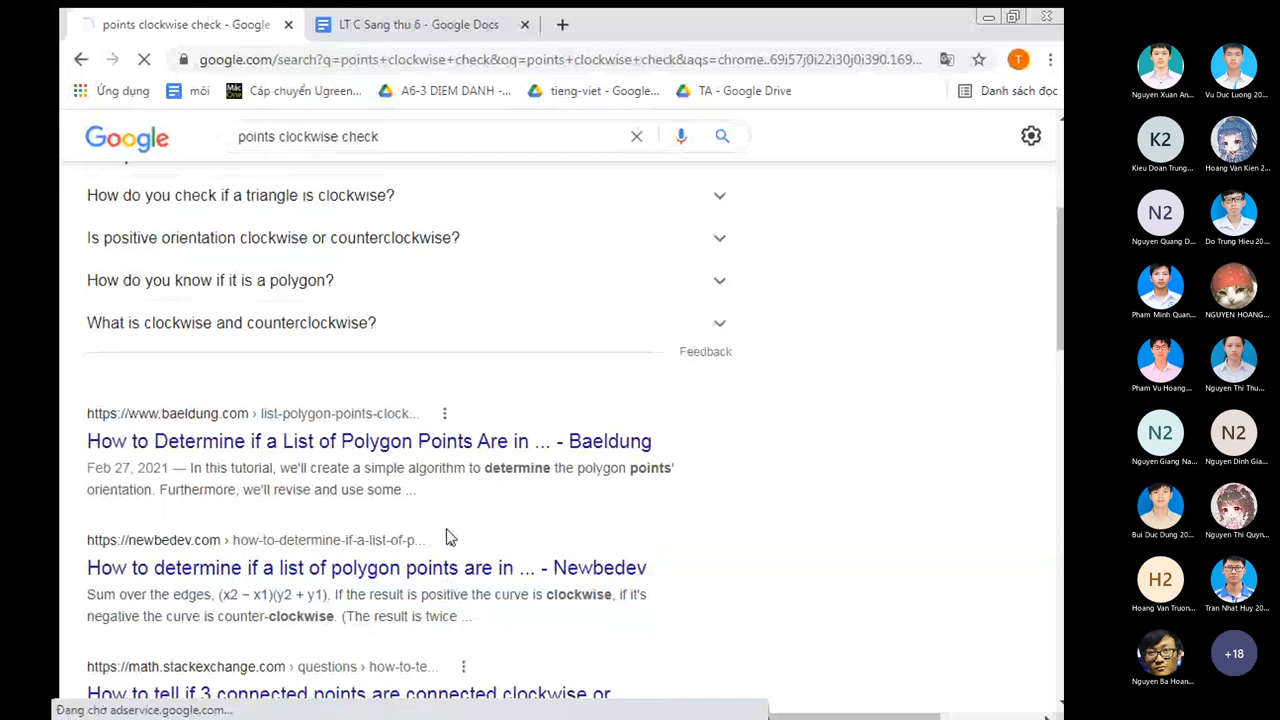 points clockwise check - Google
LT C Sang thu 6 - Google Docs
google.com/search?q=points+clockwise+check&oq=points+clockwise+check&aqs=chrome..69i57j0i22i30j0i390.169...
Ứng dụng
môi
Cáp chuyển Ugreen...
A6-3 DIEM DANH -...
tieng-viet - Google...
TA - Google Drive
Danh sách đọc
Google
points clockwise check
How do you check if a triangle is clockwise?
Is positive orientation clockwise or counterclockwise?
How do you know if it is a polygon?
What is clockwise and counterclockwise?
Feedback
https://www.baeldung.com › list-polygon-points-clock...
How to Determine if a List of Polygon Points Are in ... - Baeldung
Feb 27, 2021 — In this tutorial, we'll create a simple algorithm to determine the polygon points'
orientation. Furthermore, we'll revise and use some ...
https://newbedev.com › how-to-determine-if-a-list-of-p...
How to determine if a list of polygon points are in ... - Newbedev
Sum over the edges, (x2 − x1)(y2 + y1). If the result is positive the curve is clockwise, if it's
negative the curve is counter-clockwise. (The result is twice ...
https://math.stackexchange.com › questions › how-to-te...
How to tell if 3 connected points are connected clockwise or
Đang chờ adservice.google.com...
T
Nguyen Xuan An...
Vu Duc Luong 20...
K2
Kieu Doan Trung...
Hoang Van Kien 2...
N2
Nguyen Quang D...
Do Trung Hieu 20...
Pham Minh Quan...
NGUYEN HOANG...
Pham Vu Hoang...
Nguyen Thi Thu...
N2
Nguyen Giang Na...
N2
Nguyen Dinh Gia...
Bui Duc Dung 20...
Nguyen Thi Quyn...
H2
Hoang Van Truon...
Tran Nhat Huy 20...
Nguyen Ba Hoan...
+18